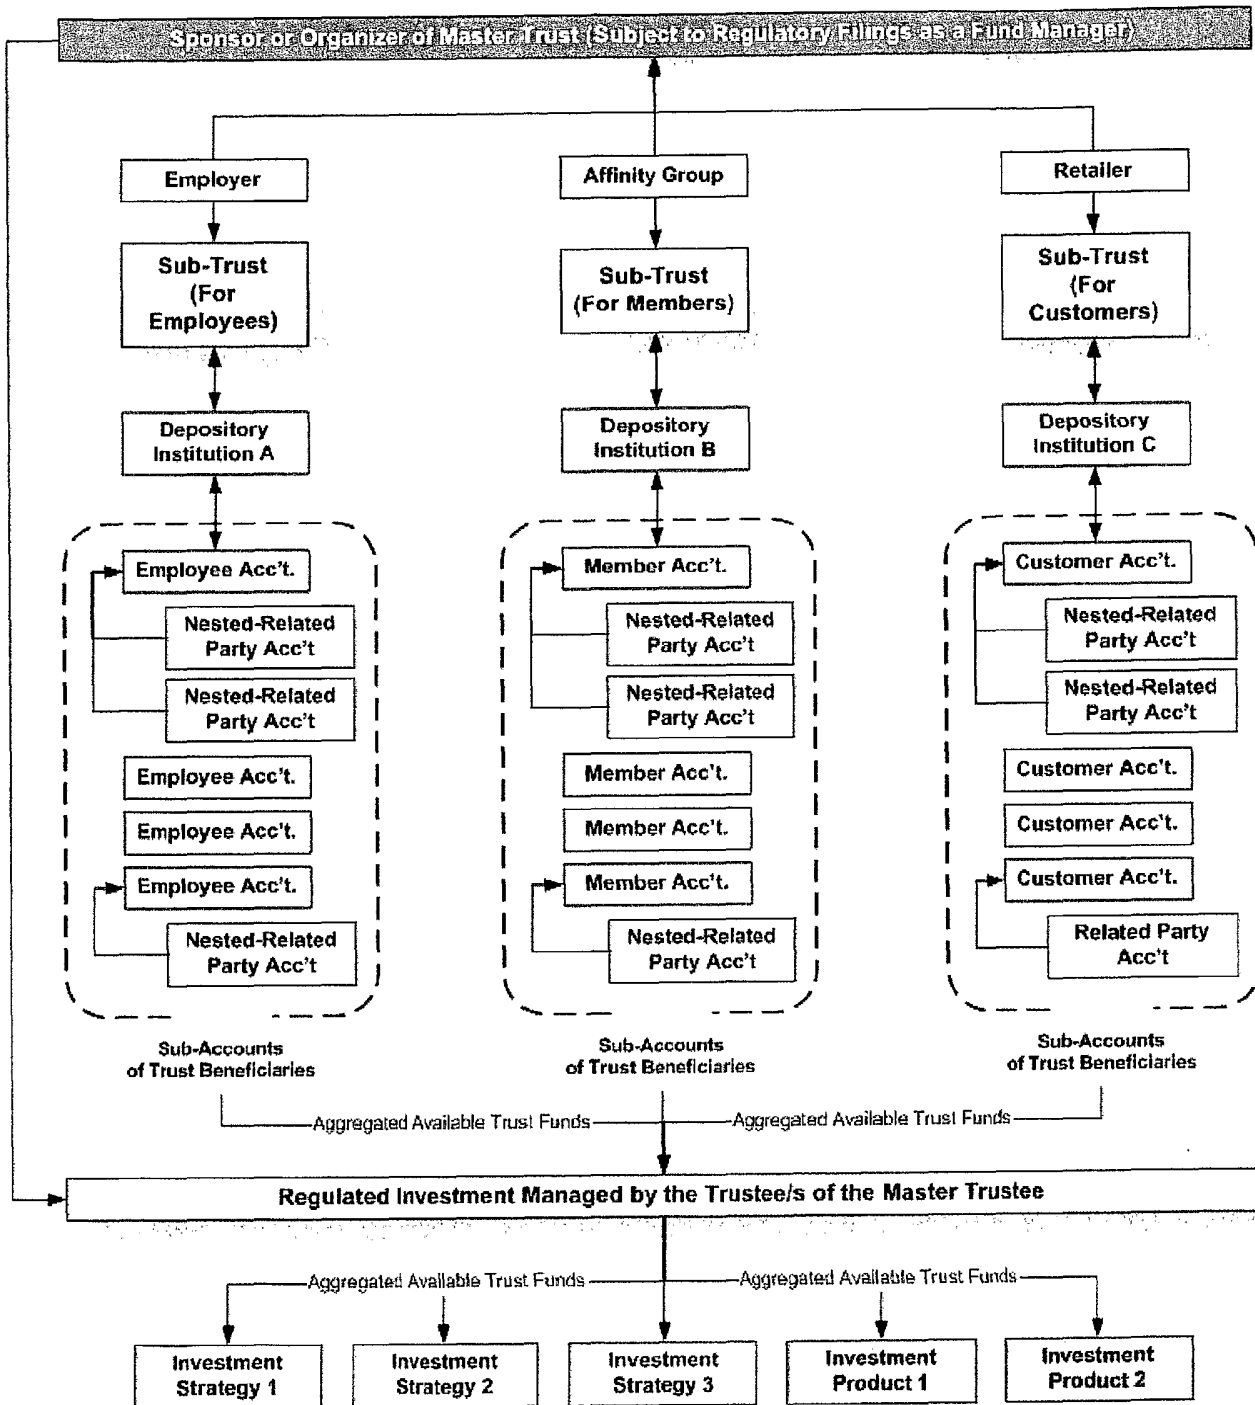 Sponsor or Organizer of Master Trust (Subject to Regulatory Filings as a Fund Manager)
Employer
Affinity Group
Retailer
Sub-Trust
(For
Employees)
Sub-Trust
(For Members)
Sub-Trust
(For
Customers)
Depository
Institution A
Depository
Institution B
Depository
Institution C
Employee Acc't.
Nested-Related
Party Acc't
Nested-Related
Party Acc't
Employee Acc't.
Employee Acc't.
Employee Acc't.
Nested-Related
Party Acc't
Member Acc't.
Nested-Related
Party Acc't
Nested-Related
Party Acc't
Member Acc't.
Member Acc't.
Member Acc't.
Nested-Related
Party Acc't
Customer Acc't.
Nested-Related
Party Acc't
Nested-Related
Party Acc't
Customer Acc't.
Customer Acc't.
Customer Acc't.
Related Party
Acc't
Sub-Accounts
of Trust Beneficiaries
Sub-Accounts
of Trust Beneficiaries
Sub-Accounts
of Trust Beneficiaries
Aggregated Available Trust Funds
Aggregated Available Trust Funds
Regulated Investment Managed by the Trustee/s of the Master Trustee
Aggregated Available Trust Funds
Aggregated Available Trust Funds
Investment
Strategy 1
Investment
Strategy 2
Investment
Strategy 3
Investment
Product 1
Investment
Product 2